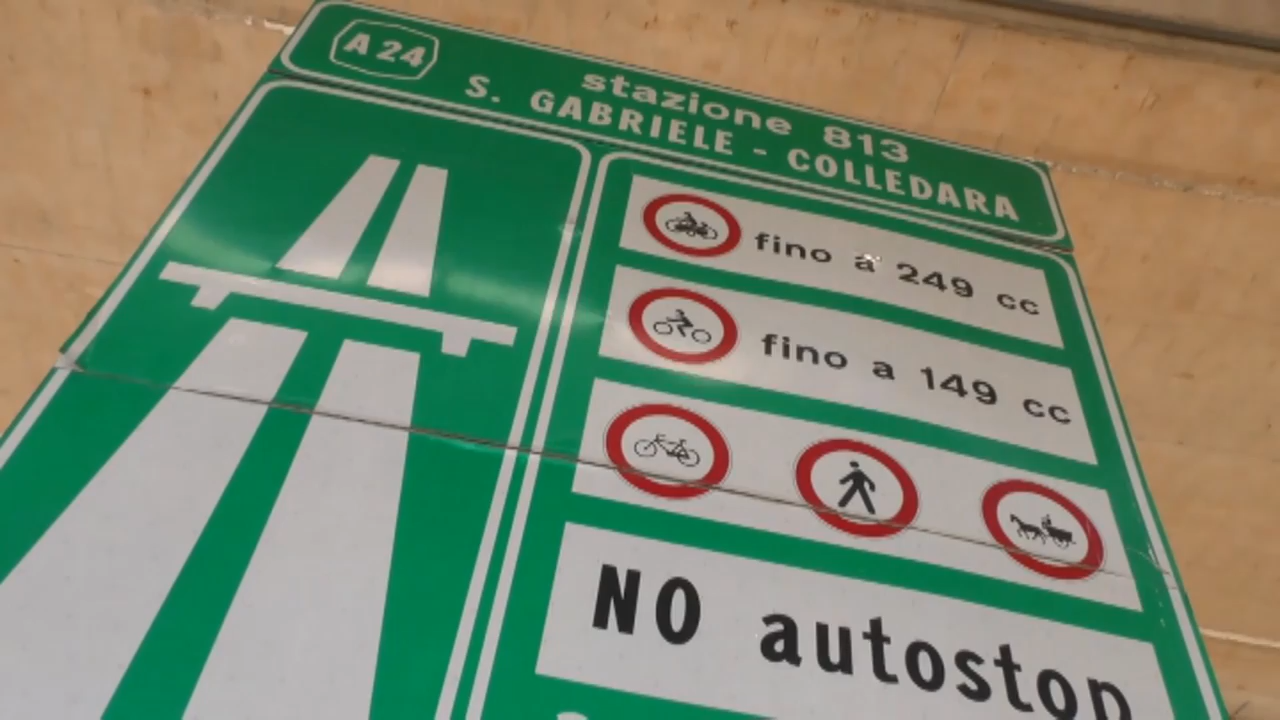 A 24
stazione 813
S. GABRIELE - COLLEDARA
fino a 249 cc
fino a 149 cc
NO autostop